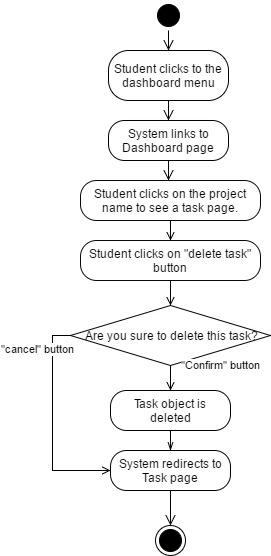 Student clicks to the
dashboard menu
System links to
Dashboard page
Student clicks on the project
name to see a task page.
Student clicks on "delete task"
button
Are you sure to delete this task?
"cancel" button
"Confirm" button
Task object is
deleted
System redirects to
Task page